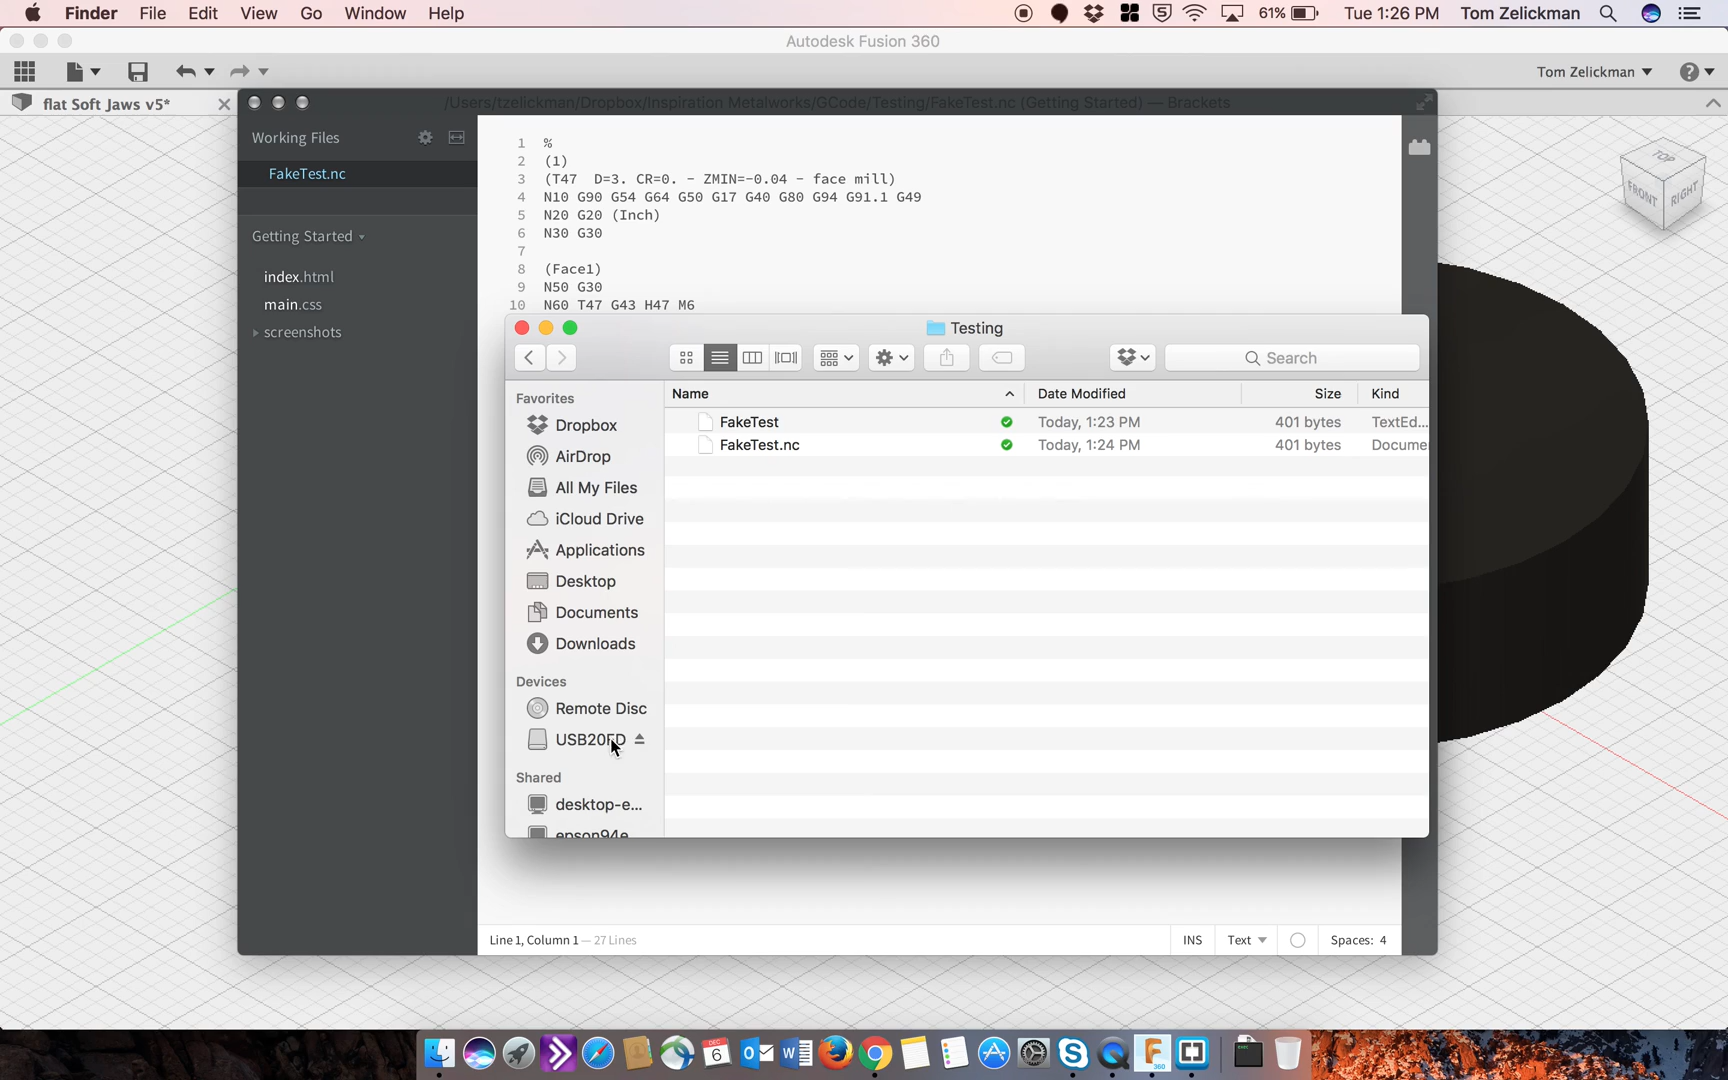 Finder File Edit View Go Window Help 61% Tue 1:26 PM Tom Zelickman
Autodesk Fusion 360
Tom Zelickman
flat Soft Jaws v5*
/Users/tzelickman/Dropbox/Inspiration Metalworks/GCode/Testing/FakeTest.nc (Getting Started) — Brackets
Working Files
FakeTest.nc
Getting Started
index.html
main.css
screenshots
1 %
2 (1)
3 (T47 D=3. CR=0. - ZMIN=-0.04 - face mill)
4 N10 G90 G54 G64 G50 G17 G40 G80 G94 G91.1 G49
5 N20 G20 (Inch)
6 N30 G30
7
8 (Face1)
9 N50 G30
10 N60 T47 G43 H47 M6
TOP
FRONT RIGHT
Testing
Search
Favorites
Dropbox
AirDrop
All My Files
iCloud Drive
Applications
Desktop
Documents
Downloads
Devices
Remote Disc
USB20FD
Shared
desktop-e...
epson94e
Name Date Modified Size Kind
FakeTest Today, 1:23 PM 401 bytes TextEd...
FakeTest.nc Today, 1:24 PM 401 bytes Docume
Line 1, Column 1 — 27 Lines INS Text Spaces: 4
DEC
6
F
360